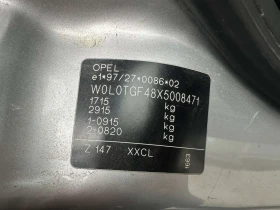 OPEL
e1*97/27*0086*02
W0L0TGF48X5008471
1715 kg
2915 kg
1-0915 kg
2-0820 kg
Z 147 XXCL
1663